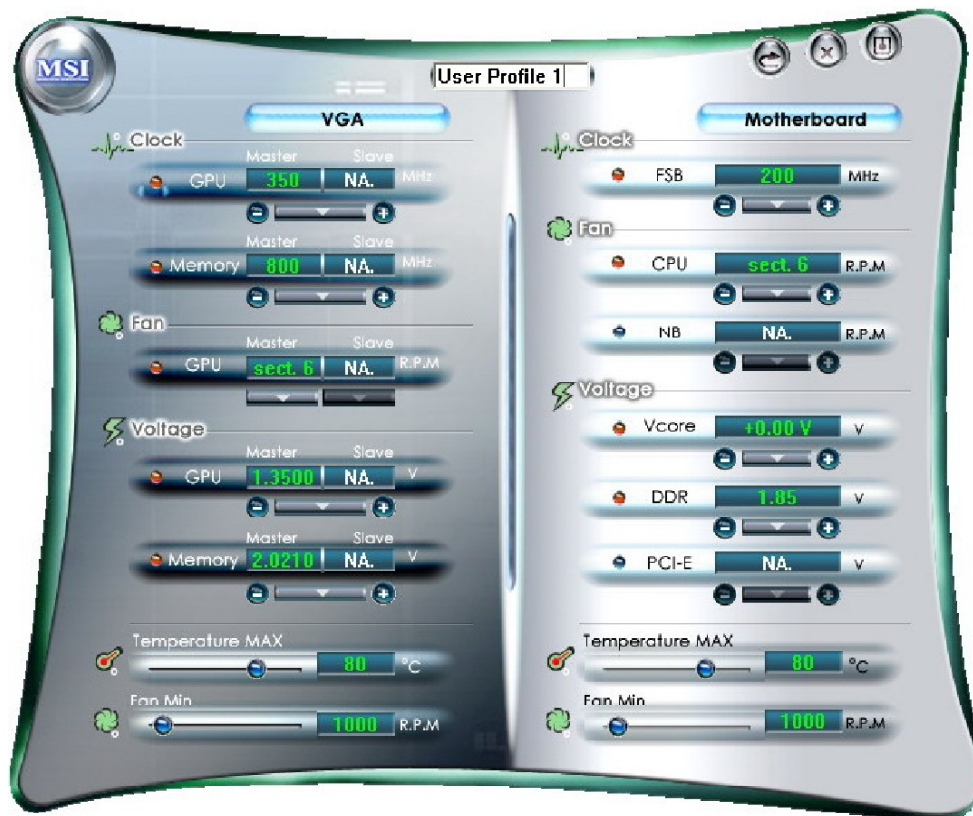 MSI
User Profile 1
VGA
Clock
Master Slave
GPU 350 NA. MHz
Master Slave
Memory 800 NA. MHz
Fan
Master Slave
GPU sect. 6 NA. R.P.M
Voltage
Master Slave
GPU 1.3500 NA. V
Master Slave
Memory 2.0210 NA. V
Temperature MAX
80 °C
Fan Min
1000 R.P.M
Motherboard
Clock
FSB 200 MHz
Fan
CPU sect. 6 R.P.M
NB NA. R.P.M
Voltage
Vcore +0.00 V V
DDR 1.85 V
PCI-E NA. V
Temperature MAX
80 °C
Fan Min
1000 R.P.M